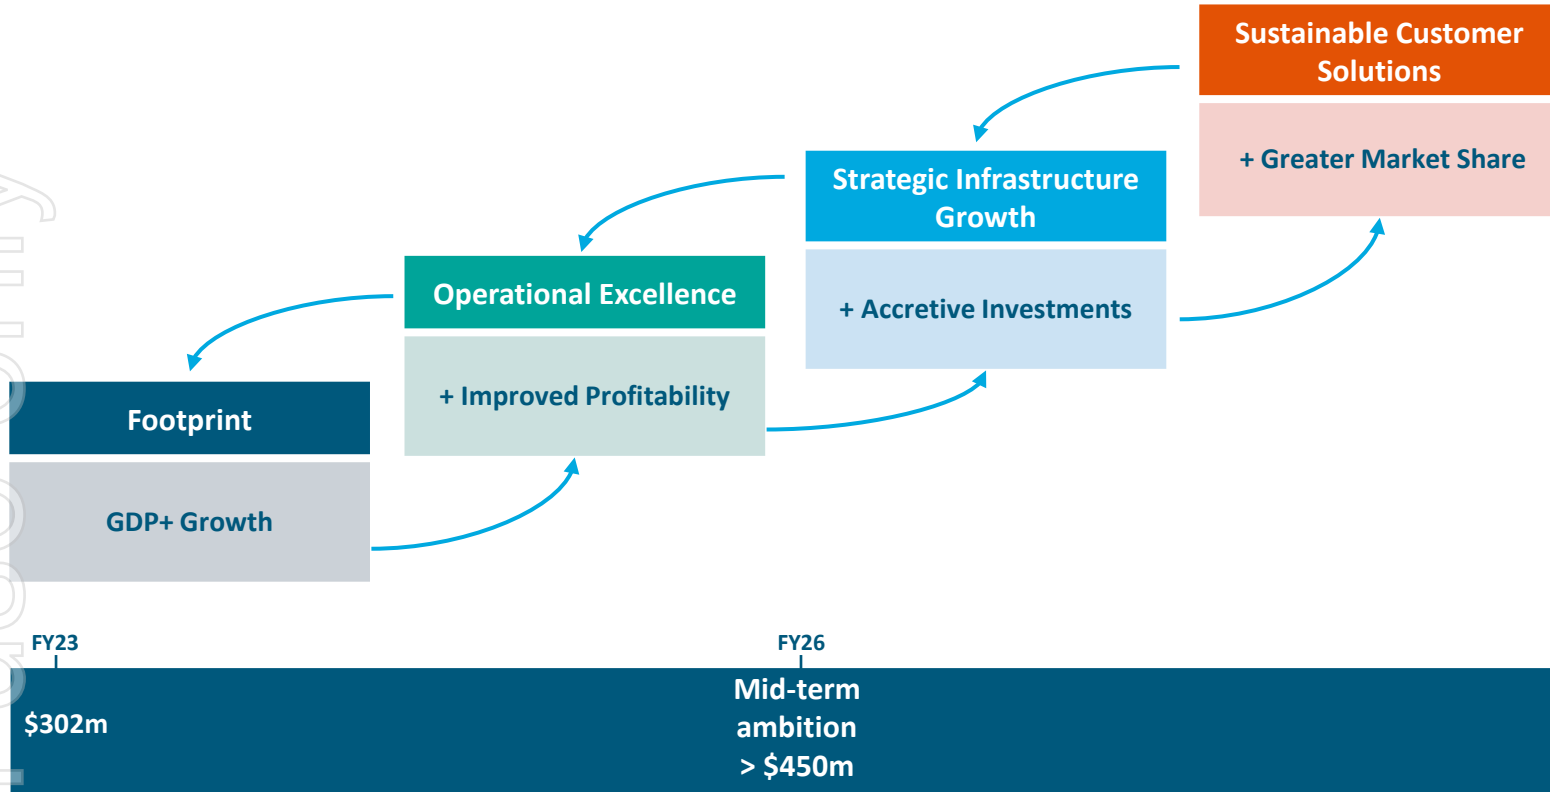 Sustainable Customer
Solutions
+ Greater Market Share
Strategic Infrastructure
Growth
+ Accretive Investments
Operational Excellence
+ Improved Profitability
Footprint
GDP+ Growth
FY23
FY26
$302m
Mid-term
ambition
> $450m